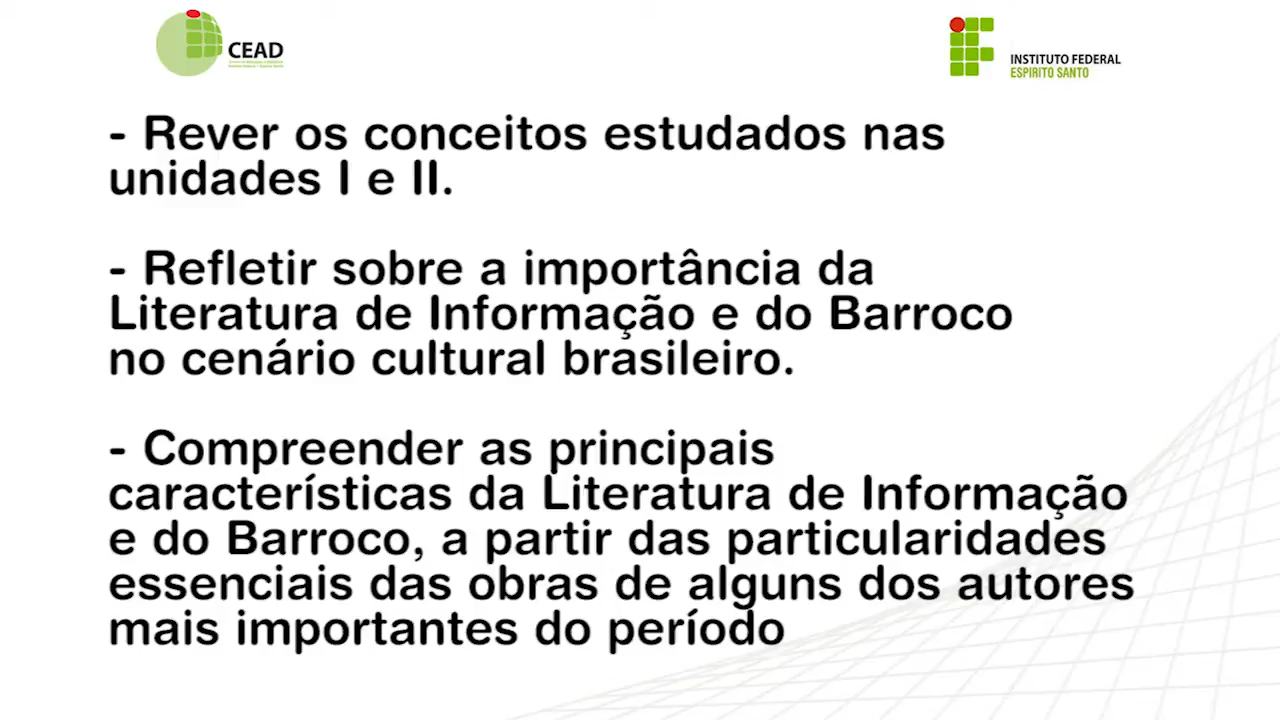 CEAD
INSTITUTO FEDERAL
ESPÍRITO SANTO
- Rever os conceitos estudados nas
unidades I e II.
- Refletir sobre a importância da
Literatura de Informação e do Barroco
no cenário cultural brasileiro.
- Compreender as principais
características da Literatura de Informação
e do Barroco, a partir das particularidades
essenciais das obras de alguns dos autores
mais importantes do período